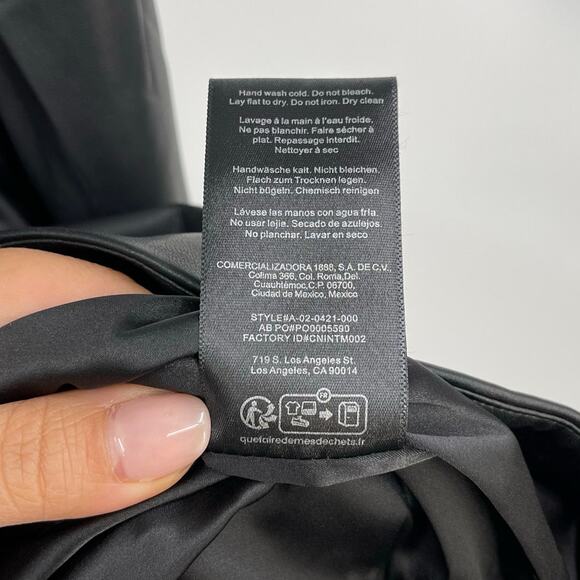 Hand wash cold. Do not bleach.
Lay flat to dry. Do not iron. Dry clean
Lavage à la main à l'eau froide.
Ne pas blanchir. Faire sécher à
plat. Repassage interdit.
Nettoyer à sec
Handwäsche kalt. Nicht bleichen.
Flach zum Trocknen legen.
Nicht bügeln. Chemisch reinigen
Lávese las manos con agua fría.
No usar lejie. Secado de azulejos.
No planchar. Lavar en seco
COMERCIALIZADORA 1888, S.A. DE C.V.,
Colima 366, Col. Roma,Del.
Cuauhtémoc,C.P. 06700,
Ciudad de Mexico, Mexico
STYLE#A-02-0421-000
AB PO#PO0005590
FACTORY ID#CNINTM002
719 S. Los Angeles St.
Los Angeles, CA 90014
FR
quefairedemesdechets.fr